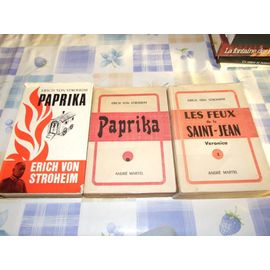 ERICH VON STROHEIM
PAPRIKA
ERICH VON
STROHEIM
ERICH VON STROHEIM
Paprika
ANDRÉ MARTEL
ERICH VON STROHEIM
LES FEUX
de la
SAINT-JEAN
Veronica
1
ANDRÉ MARTEL
La fontaine